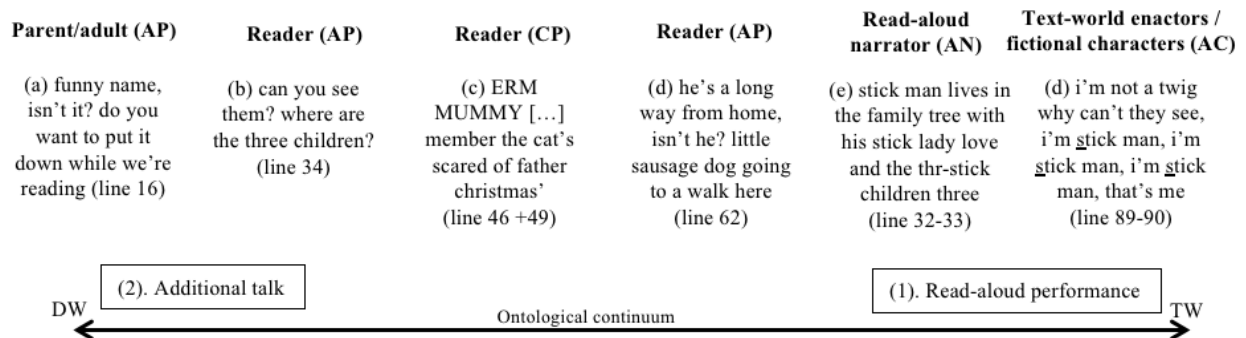 Parent/adult (AP)
(a) funny name,
isn't it? do you
want to put it
down while we're
reading (line 16)
Reader (AP)
(b) can you see
them? where are
the three children?
(line 34)
Reader (CP)
(c) ERM
MUMMY […]
member the cat's
scared of father
christmas'
(line 46 +49)
Reader (AP)
(d) he's a long
way from home,
isn't he? little
sausage dog going
to a walk here
(line 62)
Read-aloud
narrator (AN)
(e) stick man lives in
the family tree with
his stick lady love
and the thr-stick
children three
(line 32-33)
Text-world enactors /
fictional characters (AC)
(d) i'm not a twig
why can't they see,
i'm stick man, i'm
stick man, i'm stick
man, that's me
(line 89-90)
(2). Additional talk
(1). Read-aloud performance
DW
Ontological continuum
TW